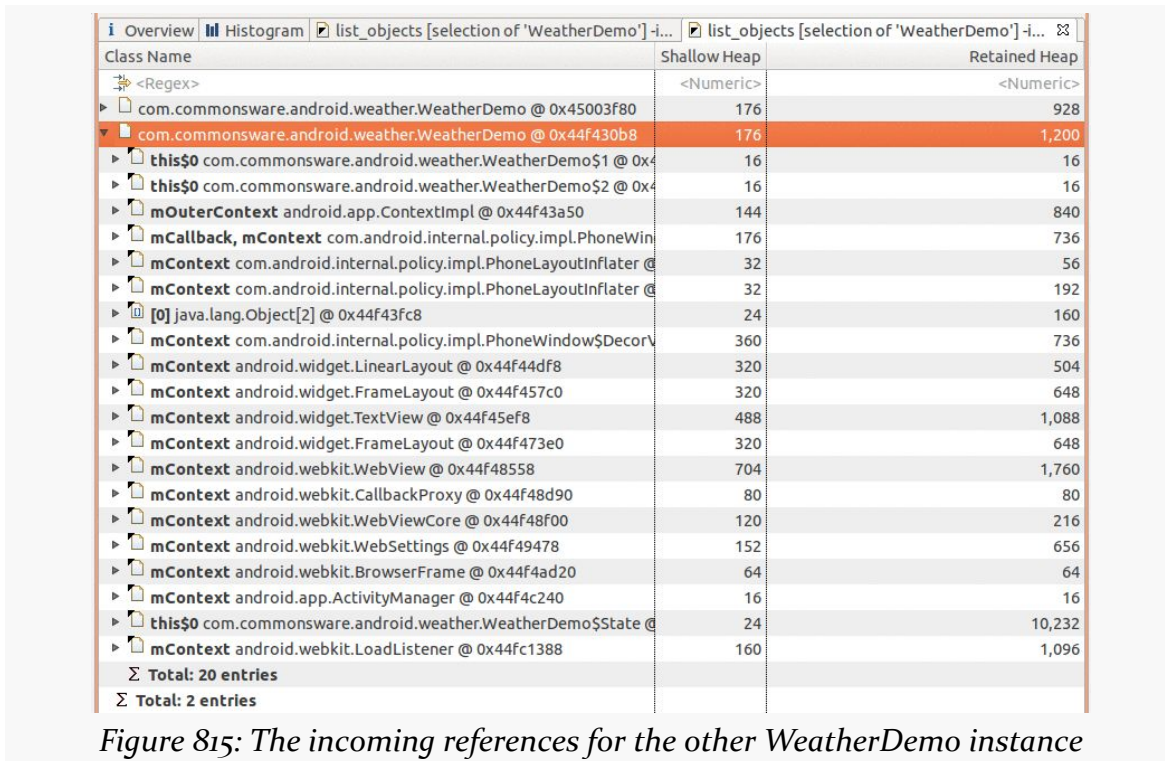 i Overview Histogram list_objects [selection of 'WeatherDemo'] -i... list_objects [selection of 'WeatherDemo'] -i...
Class Name Shallow Heap Retained Heap
<Regex> <Numeric> <Numeric>
com.commonsware.android.weather.WeatherDemo @ 0x45003f80 176 928
com.commonsware.android.weather.WeatherDemo @ 0x44f430b8 176 1,200
this$0 com.commonsware.android.weather.WeatherDemo$1 @ 0x4 16 16
this$0 com.commonsware.android.weather.WeatherDemo$2 @ 0x4 16 16
mOuterContext android.app.ContextImpl @ 0x44f43a50 144 840
mCallback, mContext com.android.internal.policy.impl.PhoneWin 176 736
mContext com.android.internal.policy.impl.PhoneLayoutInflater @ 32 56
mContext com.android.internal.policy.impl.PhoneLayoutInflater @ 32 192
[0] java.lang.Object[2] @ 0x44f43fc8 24 160
mContext com.android.internal.policy.impl.PhoneWindow$DecorV 360 736
mContext android.widget.LinearLayout @ 0x44f44df8 320 504
mContext android.widget.FrameLayout @ 0x44f457c0 320 648
mContext android.widget.TextView @ 0x44f45ef8 488 1,088
mContext android.widget.FrameLayout @ 0x44f473e0 320 648
mContext android.webkit.WebView @ 0x44f48558 704 1,760
mContext android.webkit.CallbackProxy @ 0x44f48d90 80 80
mContext android.webkit.WebViewCore @ 0x44f48f00 120 216
mContext android.webkit.WebSettings @ 0x44f49478 152 656
mContext android.webkit.BrowserFrame @ 0x44f4ad20 64 64
mContext android.app.ActivityManager @ 0x44f4c240 16 16
this$0 com.commonsware.android.weather.WeatherDemo$State @ 24 10,232
mContext android.webkit.LoadListener @ 0x44fc1388 160 1,096
Σ Total: 20 entries
Σ Total: 2 entries
Figure 815: The incoming references for the other WeatherDemo instance